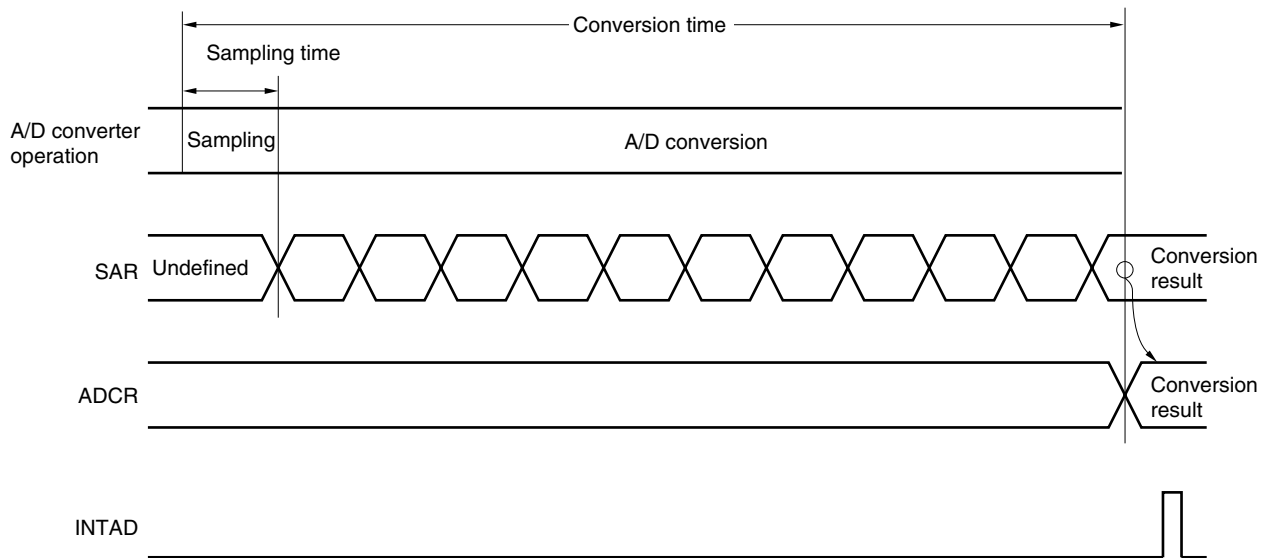 Conversion time
Sampling time
A/D converter
operation
Sampling
A/D conversion
SAR
Undefined
Conversion
result
ADCR
Conversion
result
INTAD